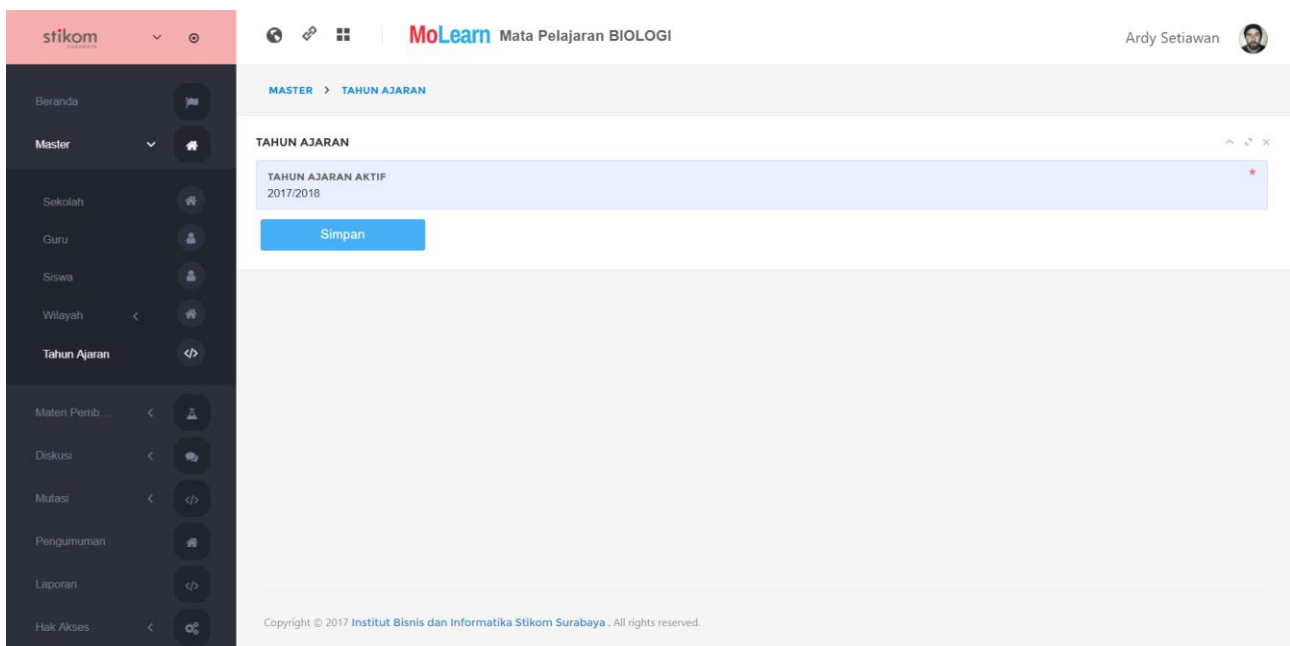 stikom
SURABAYA
MoLearn Mata Pelajaran BIOLOGI
Ardy Setiawan
Beranda
Master
Sekolah
Guru
Siswa
Wilayah
Tahun Ajaran
Materi Pemb...
Diskusi
Mutasi
Pengumuman
Laporan
Hak Akses
MASTER > TAHUN AJARAN
TAHUN AJARAN
TAHUN AJARAN AKTIF
*
2017/2018
Simpan
Copyright © 2017 Institut Bisnis dan Informatika Stikom Surabaya . All rights reserved.